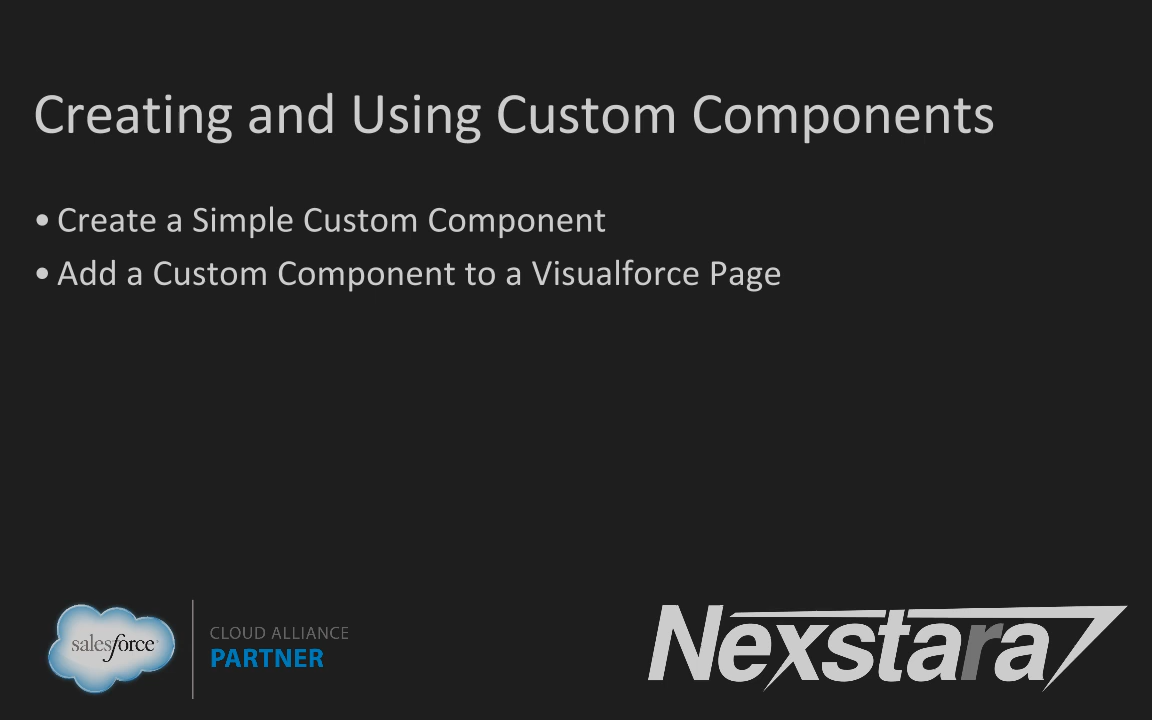 Creating and Using Custom Components
• Create a Simple Custom Component
• Add a Custom Component to a Visualforce Page
salesforce
CLOUD ALLIANCE
PARTNER
Nexstara